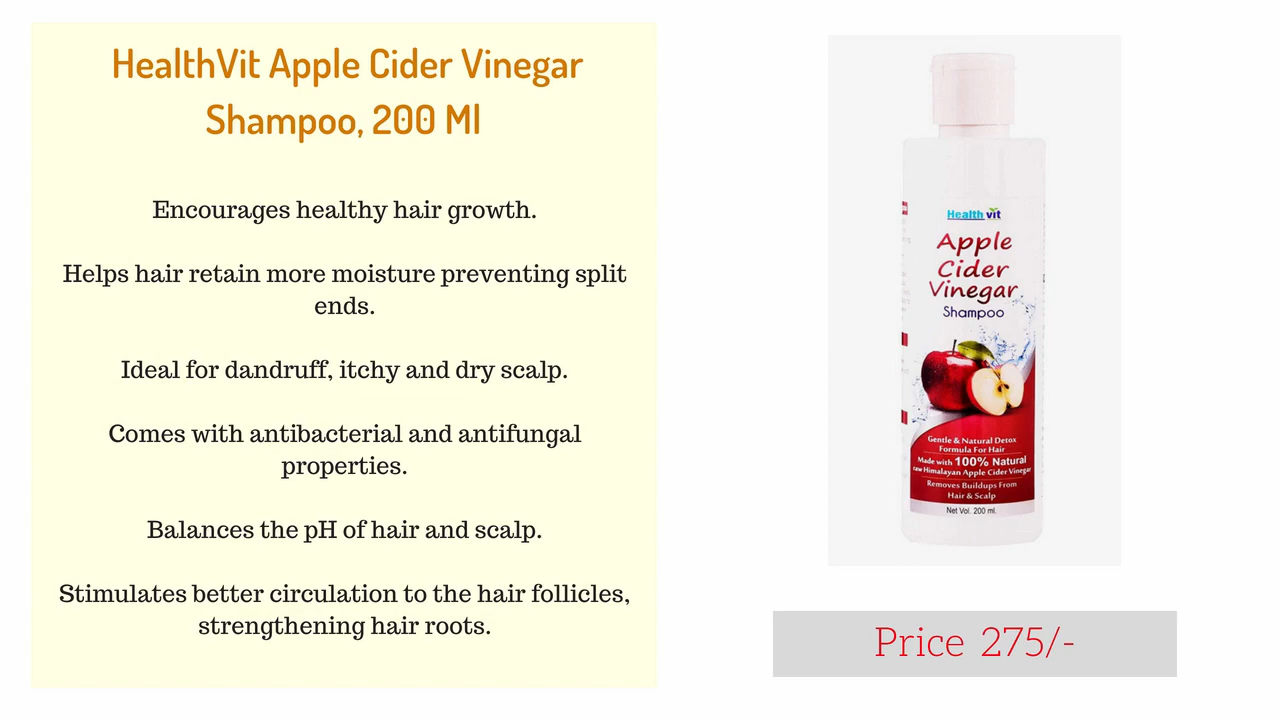 HealthVit Apple Cider Vinegar
Shampoo, 200 Ml
Encourages healthy hair growth.
Helps hair retain more moisture preventing split
ends.
Ideal for dandruff, itchy and dry scalp.
Comes with antibacterial and antifungal
properties.
Balances the pH of hair and scalp.
Stimulates better circulation to the hair follicles,
strengthening hair roots.
Health vit
Apple
Cider
Vinegar
Shampoo
Gentle & Natural Detox
Formula For Hair
Made with 100% Natural
raw Himalayan Apple Cider Vinegar
Removes Buildups From
Hair & Scalp
Net Vol. 200 ml.
Price 275/-